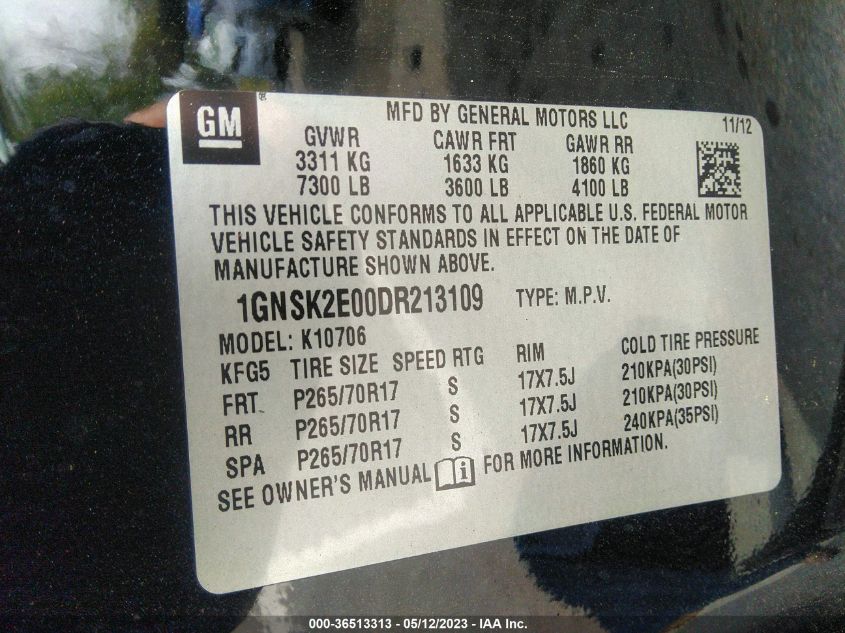 GM
MFD BY GENERAL MOTORS LLC
11/12
GVWR CAWR FRT GAWR RR
3311 KG 1633 KG 1860 KG
7300 LB 3600 LB 4100 LB
THIS VEHICLE CONFORMS TO ALL APPLICABLE U.S. FEDERAL MOTOR
VEHICLE SAFETY STANDARDS IN EFFECT ON THE DATE OF
MANUFACTURE SHOWN ABOVE.
1GNSK2E00DR213109 TYPE: M.P.V.
MODEL: K10706
KFG5 TIRE SIZE SPEED RTG RIM COLD TIRE PRESSURE
FRT P265/70R17 S 17X7.5J 210KPA(30PSI)
RR P265/70R17 S 17X7.5J 210KPA(30PSI)
SPA P265/70R17 S 17X7.5J 240KPA(35PSI)
SEE OWNER'S MANUAL i FOR MORE INFORMATION.
000-36513313 - 05/12/2023 - IAA Inc.